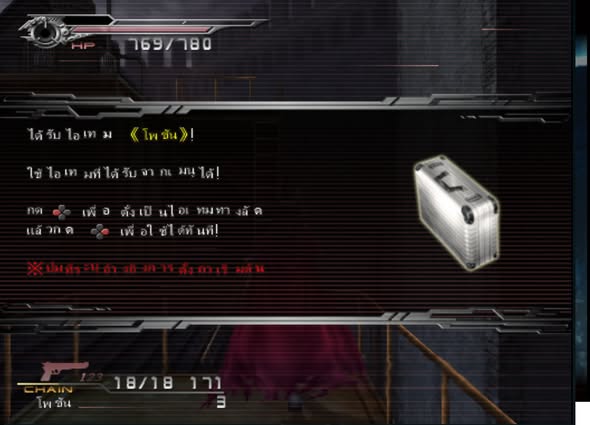 HP 769/780
ได้รับไอเทม 《โพชั่น》!
ใช้ไอเทมที่ได้รับจากเมนูได้!
กด เพื่อตั้งเป็นไอเทมทางลัด
แล้วกด เพื่อใช้ได้ทันที!
123
CHAIN 18/18 171
โพชั่น 3